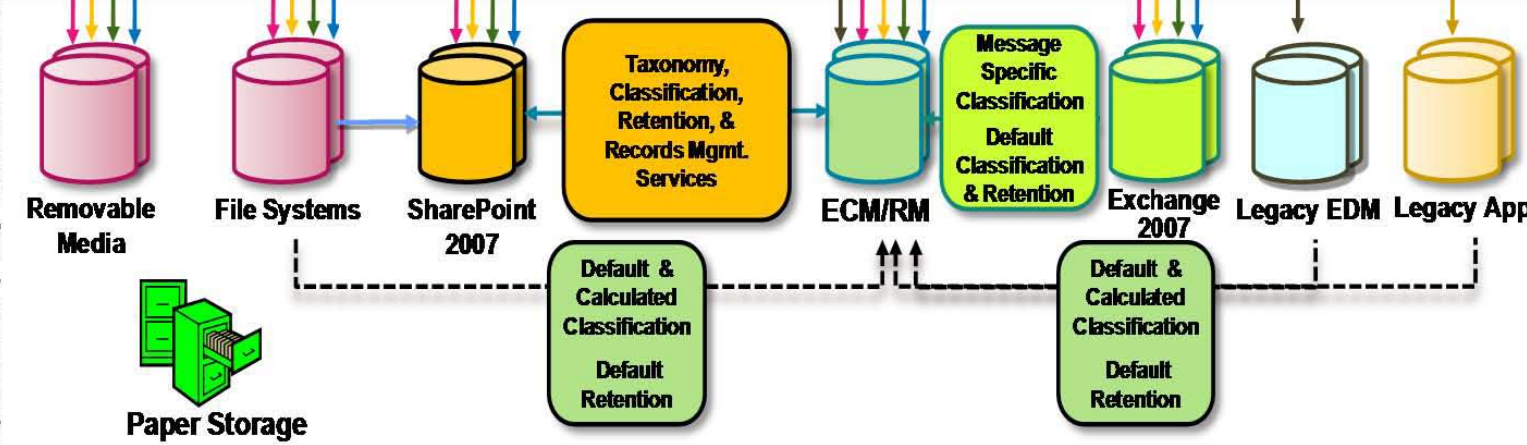 Taxonomy,
Classification,
Retention, &
Records Mgmt.
Services
Message
Specific
Classification
Default
Classification
& Retention
Removable
Media
File Systems
SharePoint
2007
ECM/RM
Exchange
2007
Legacy EDM
Legacy App
Default &
Calculated
Classification
Default
Retention
Default &
Calculated
Classification
Default
Retention
Paper Storage